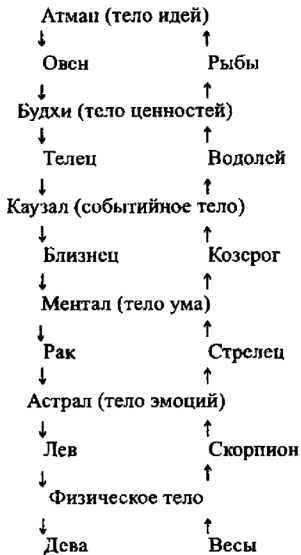 Атман (тело идей)
↓ ↑
Овен Рыбы
↓ ↑
Будхи (тело ценностей)
↓ ↑
Телец Водолей
↓ ↑
Каузал (событийное тело)
↓ ↑
Близнец Козерог
↓ ↑
Ментал (тело ума)
↓ ↑
Рак Стрелец
↓ ↑
Астрал (тело эмоций)
↓ ↑
Лев Скорпион
↓ ↑
Физическое тело
↓ ↑
Дева Весы